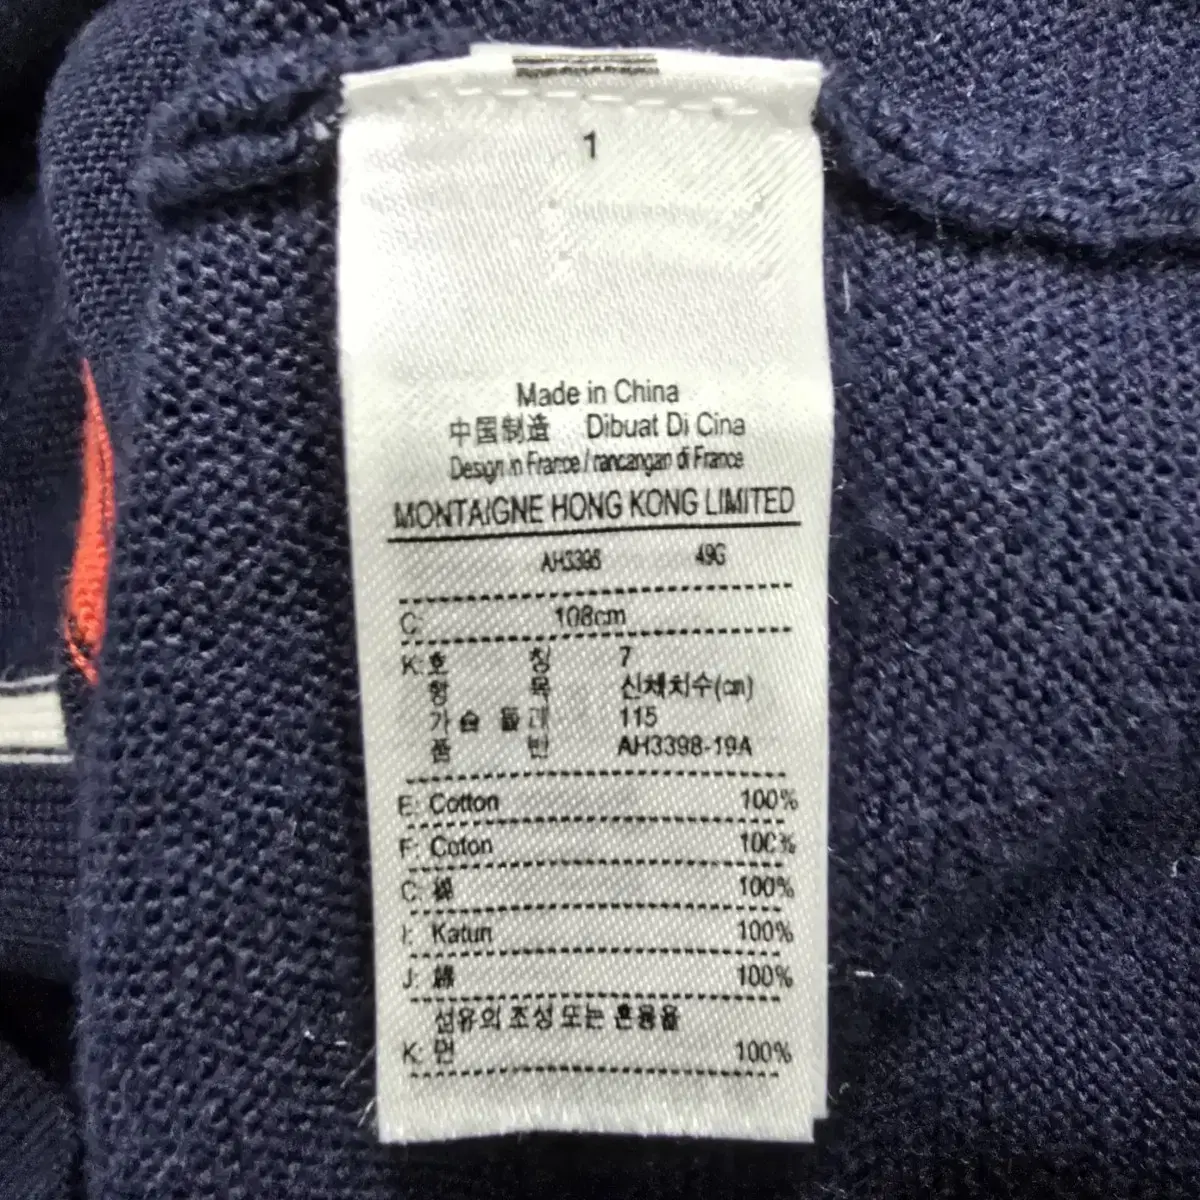 1
Made in China
中国制造 Dibuat Di Cina
Design in France / rancangan di France
MONTAIGNE HONG KONG LIMITED
AH3398 49G
C: 108cm
K: 호 칭 7
항 목 신체치수(cm)
가 슴 둘 레 115
품 번 AH3398-19A
E: Cotton 100%
F: Coton 100%
C: 綿 100%
I: Katun 100%
J: 綿 100%
섬유의 조성 또는 혼용율
K: 면 100%